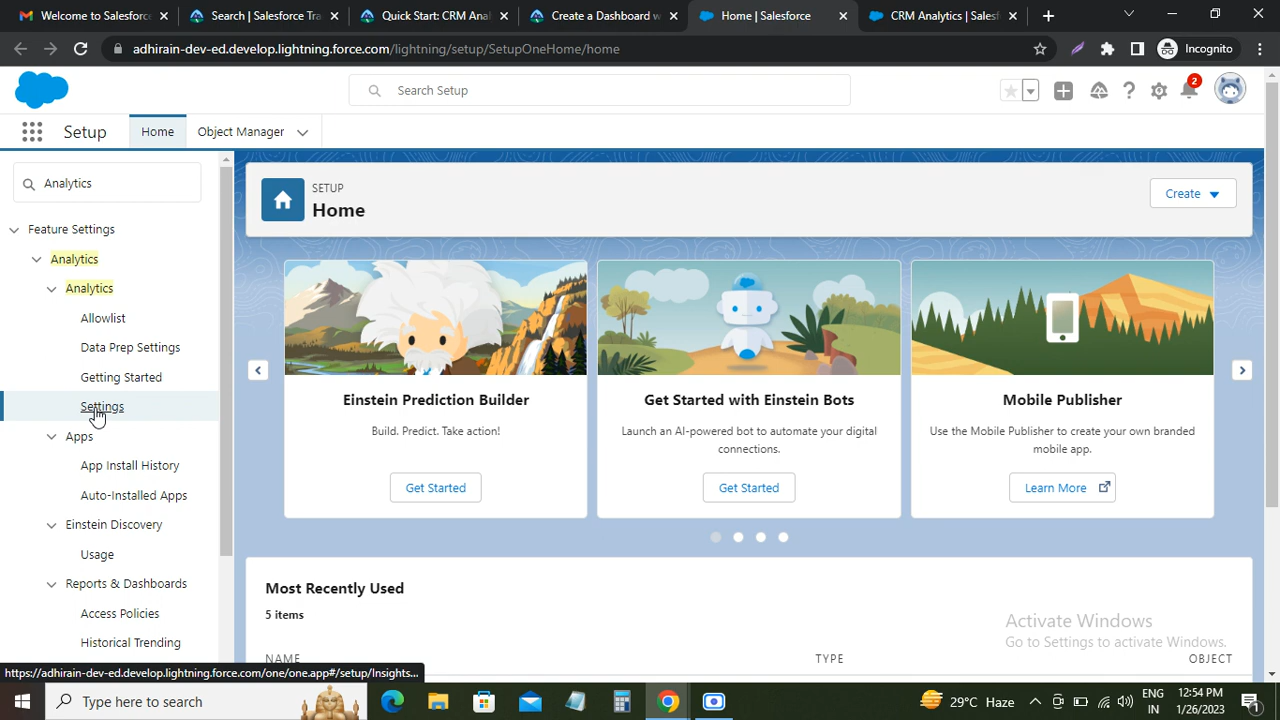 Welcome to Salesforc
Search | Salesforce Tra
Quick Start: CRM Anal
Create a Dashboard w
Home | Salesforce
CRM Analytics | Salesf
adhirain-dev-ed.develop.lightning.force.com/lightning/setup/SetupOneHome/home
Incognito
Search Setup
2
Setup
Home
Object Manager
Analytics
Feature Settings
Analytics
Analytics
Allowlist
Data Prep Settings
Getting Started
Settings
Apps
App Install History
Auto-Installed Apps
Einstein Discovery
Usage
Reports & Dashboards
Access Policies
Historical Trending
SETUP
Home
Create
Einstein Prediction Builder
Build. Predict. Take action!
Get Started
Get Started with Einstein Bots
Launch an AI-powered bot to automate your digital
connections.
Get Started
Mobile Publisher
Use the Mobile Publisher to create your own branded
mobile app.
Learn More
Most Recently Used
5 items
NAME
TYPE
OBJECT
Activate Windows
Go to Settings to activate Windows.
https://adhirain-dev-ed.develop.lightning.force.com/one/one.app#/setup/Insights...
Type here to search
29°C Haze
ENG
IN
12:54 PM
1/26/2023
1